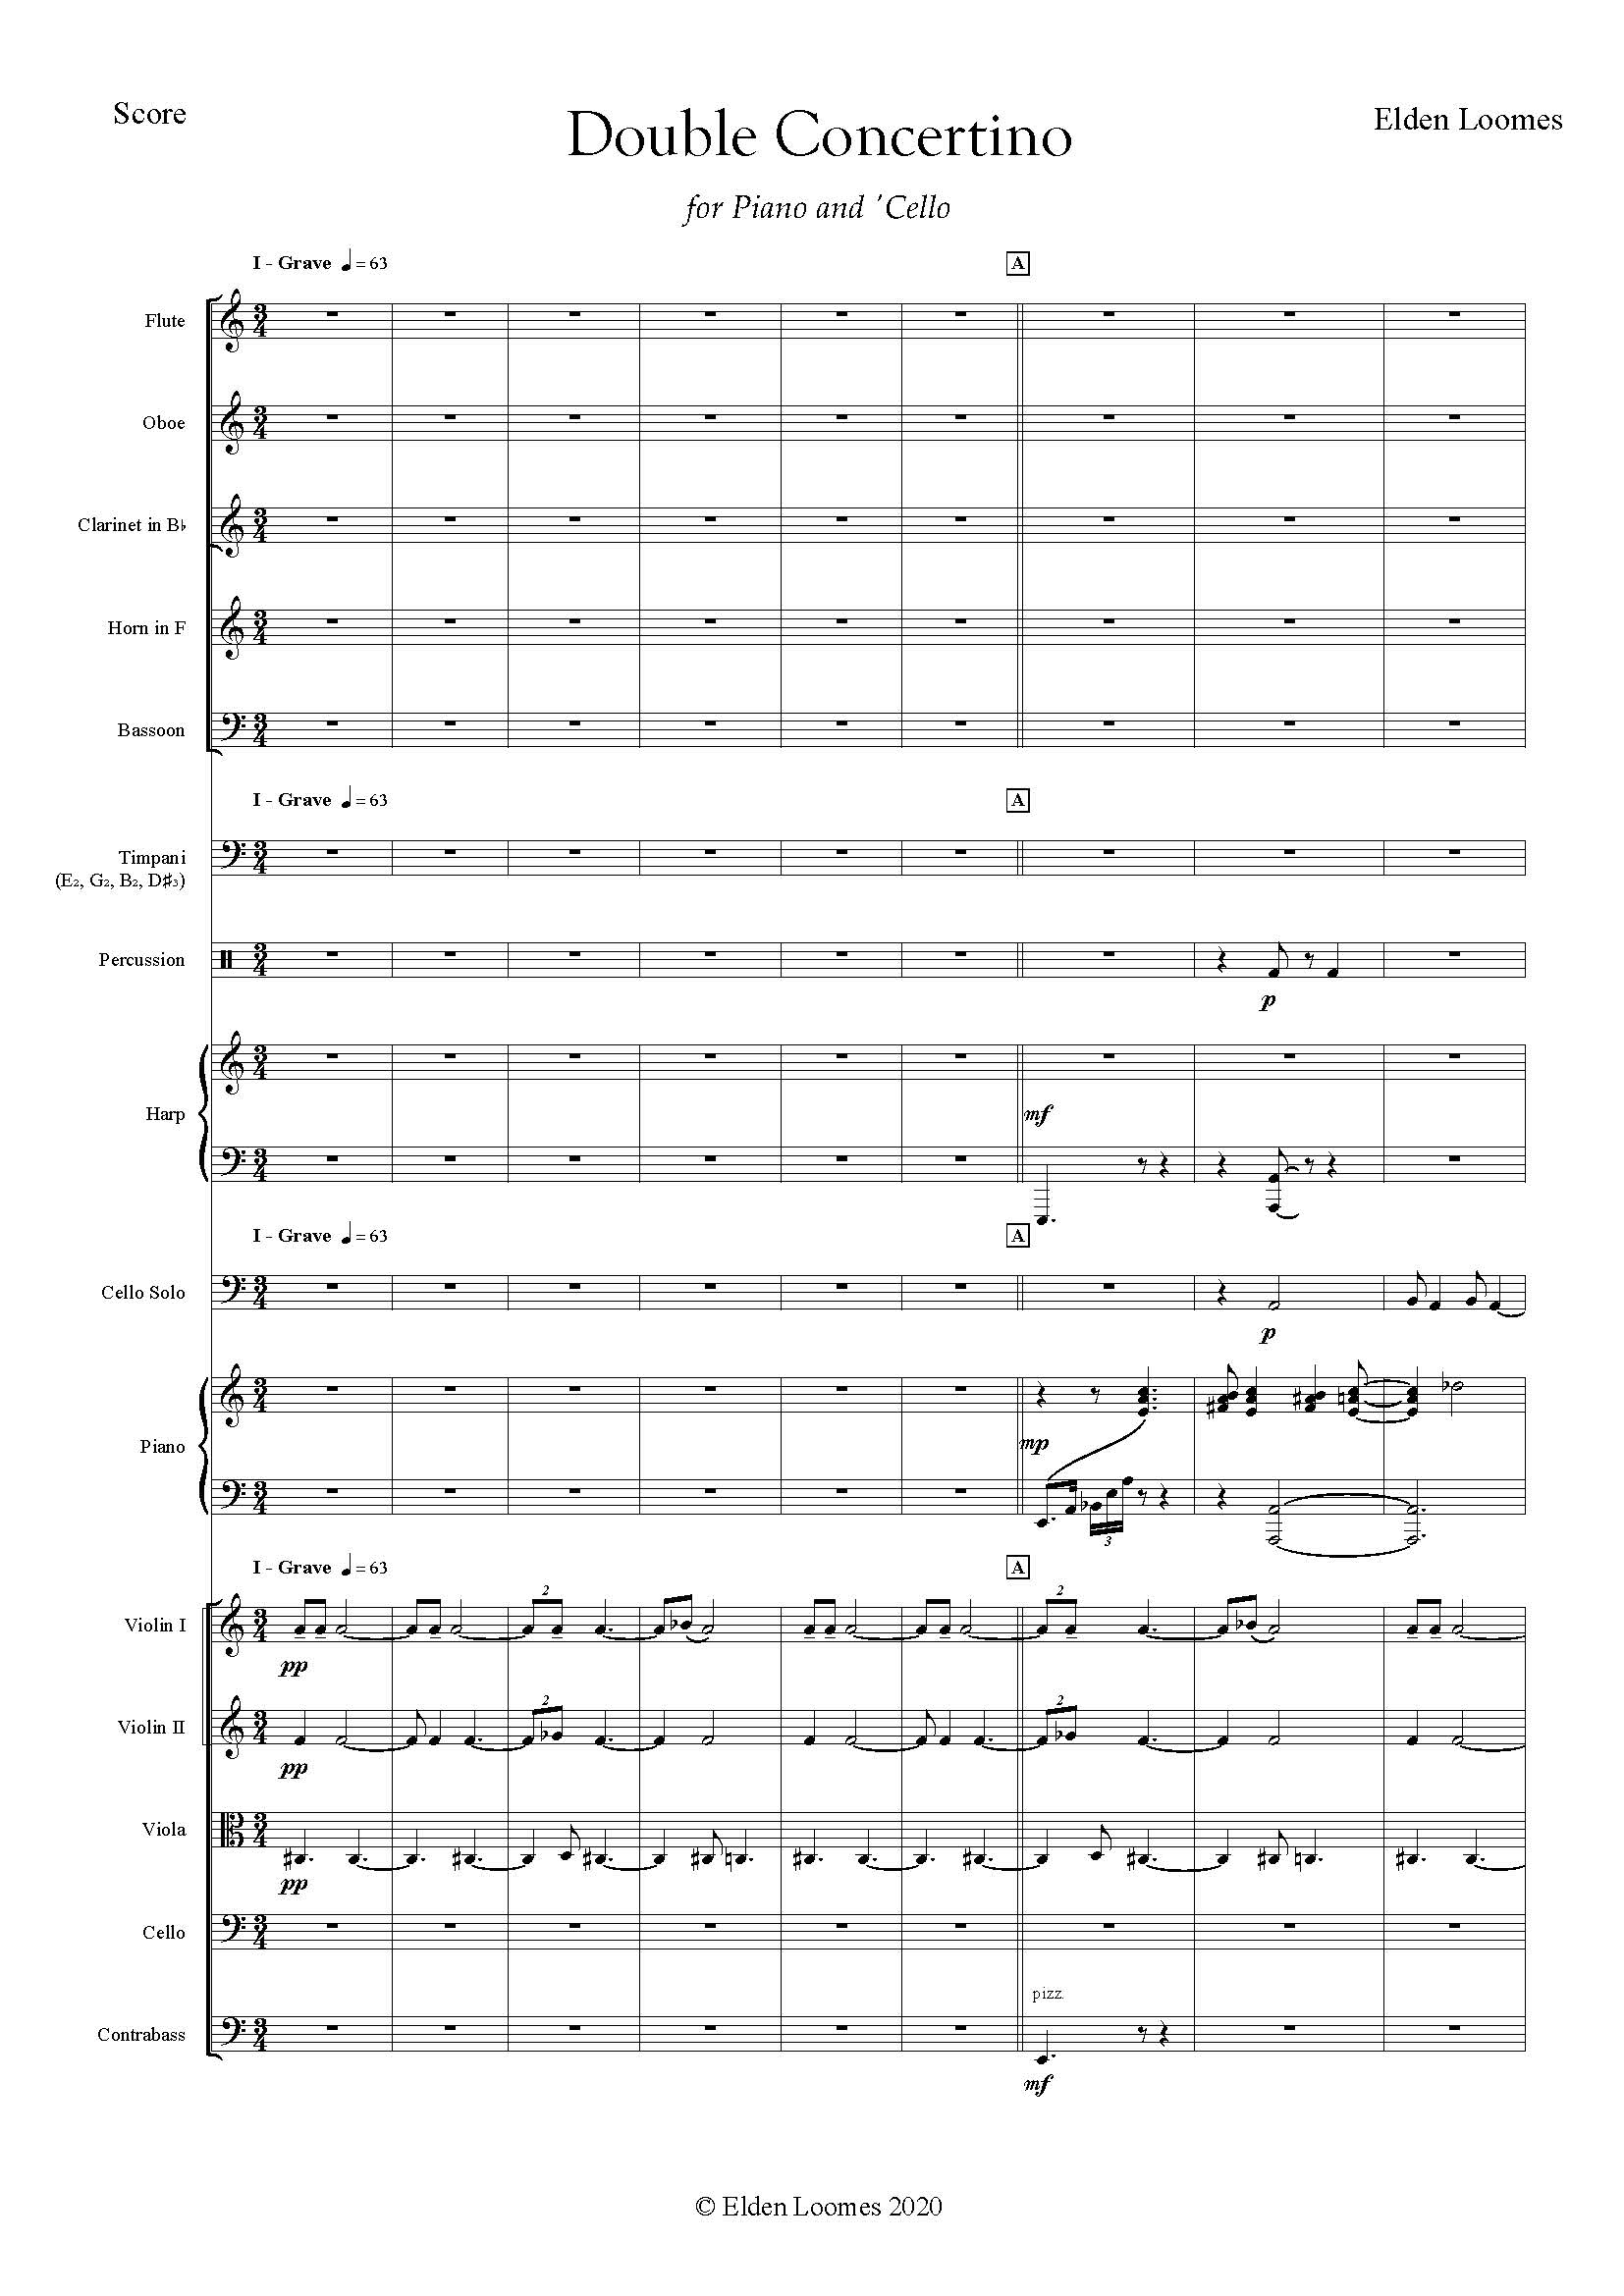 Score
Double Concertino
Elden Loomes
for Piano and 'Cello
I - Grave ♩ = 63
A
Flute
Oboe
Clarinet in B♭
Horn in F
Bassoon
I - Grave ♩ = 63
A
Timpani
(E2, G2, B2, D♯3)
Percussion
p
Harp
mf
I - Grave ♩ = 63
A
Cello Solo
p
Piano
mp
3
I - Grave ♩ = 63
A
2
2
Violin I
pp
2
2
Violin II
pp
Viola
pp
Cello
pizz.
Contrabass
mf
© Elden Loomes 2020